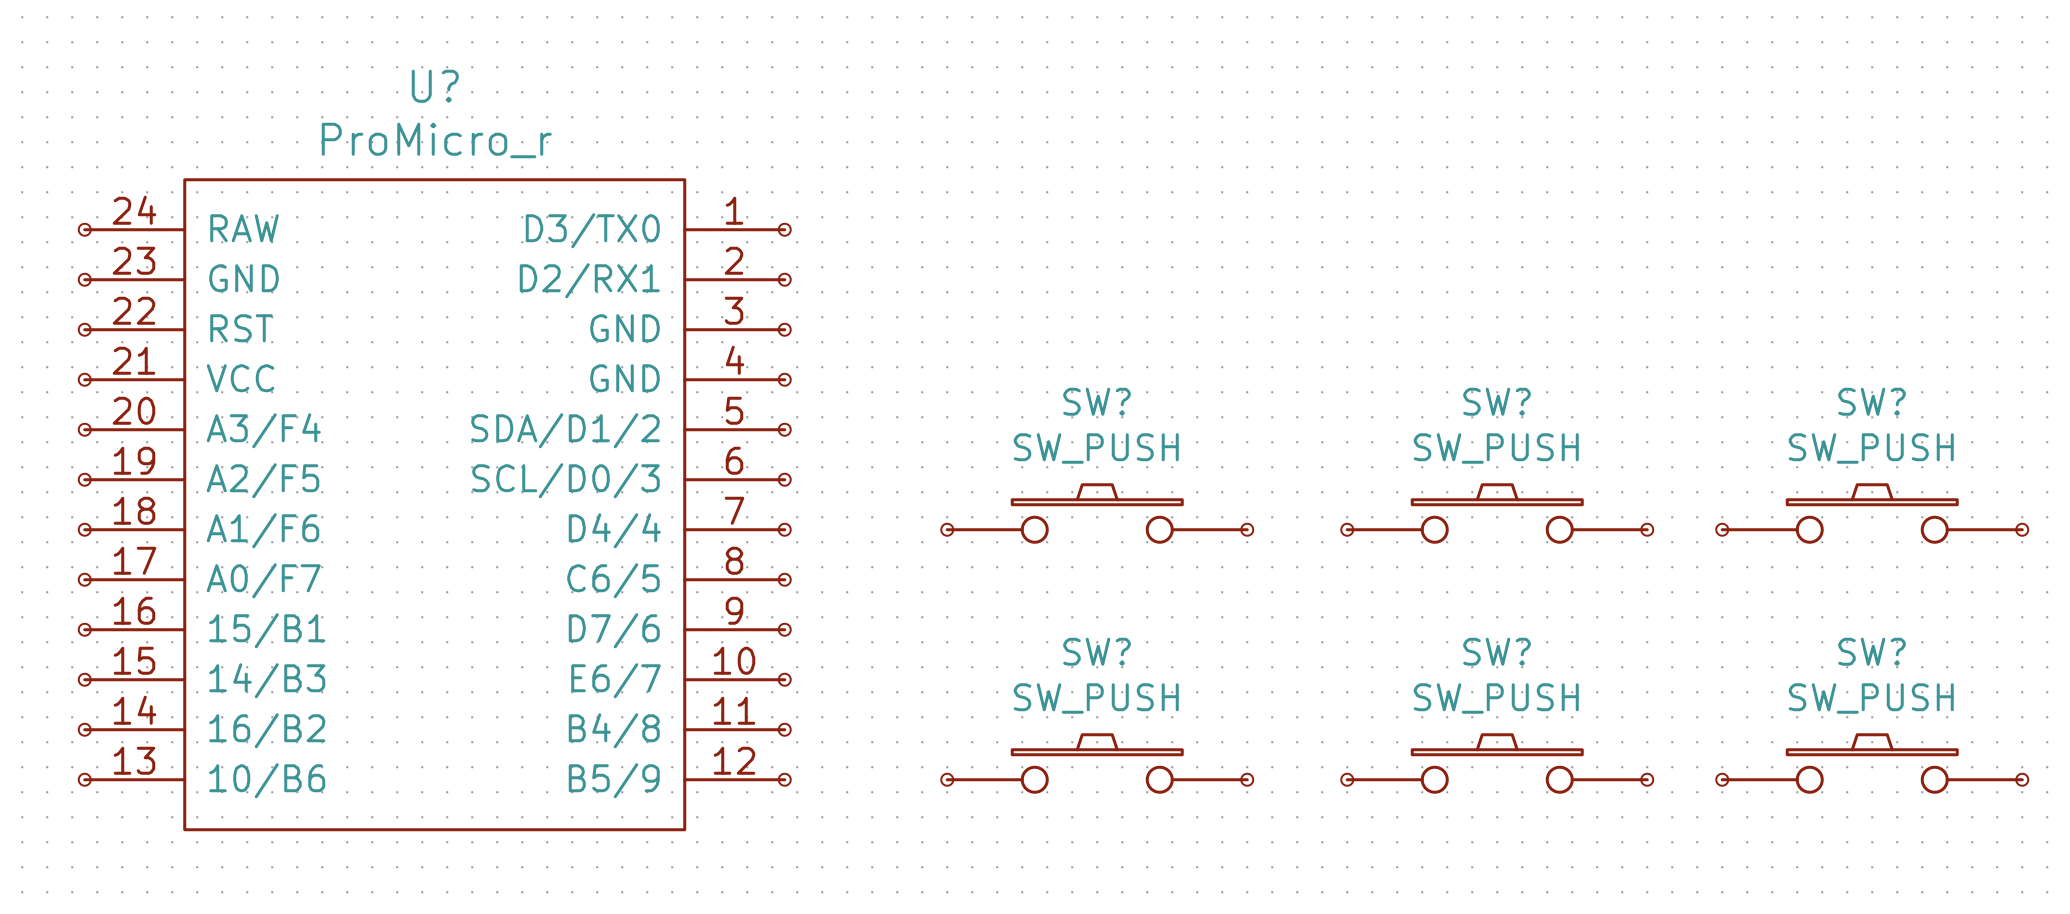 U?
ProMicro_r
24 RAW D3/TX0 1
23 GND D2/RX1 2
22 RST GND 3
21 VCC GND 4
20 A3/F4 SDA/D1/2 5
19 A2/F5 SCL/D0/3 6
18 A1/F6 D4/4 7
17 A0/F7 C6/5 8
16 15/B1 D7/6 9
15 14/B3 E6/7 10
14 16/B2 B4/8 11
13 10/B6 B5/9 12
SW? SW? SW?
SW_PUSH SW_PUSH SW_PUSH
SW? SW? SW?
SW_PUSH SW_PUSH SW_PUSH